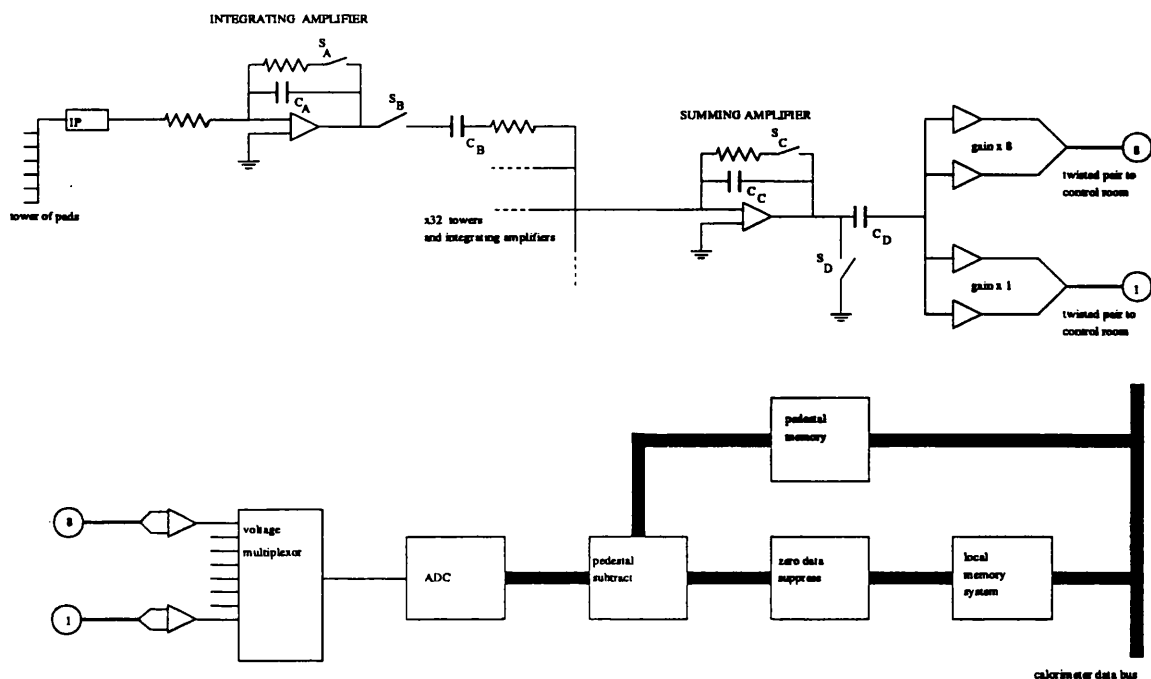 INTEGRATING AMPLIFIER
S A
C A
IP
S B
C B
tower of pads
x32 towers
and integrating amplifiers
SUMMING AMPLIFIER
S C
C C
S D
C D
gain x 8
8
twisted pair to
control room
gain x 1
1
twisted pair to
control room
pedestal
memory
8
voltage
multiplexor
1
ADC
pedestal
subtract
zero data
suppress
local
memory
system
calorimeter data bus